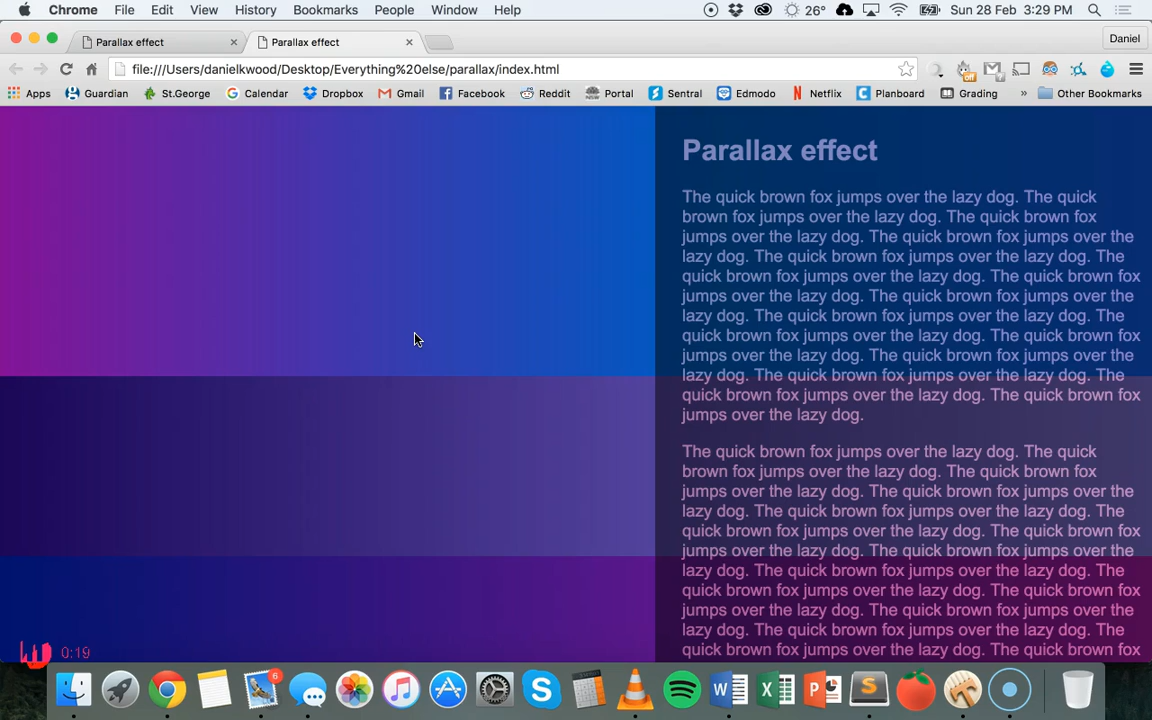 Chrome File Edit View History Bookmarks People Window Help 26° Sun 28 Feb 3:29 PM
Parallax effect Parallax effect Daniel
file:///Users/danielkwood/Desktop/Everything%20else/parallax/index.html off
Apps Guardian St.George Calendar Dropbox Gmail Facebook Reddit Portal Sentral Edmodo Netflix Planboard Grading » Other Bookmarks
Parallax effect
The quick brown fox jumps over the lazy dog. The quick
brown fox jumps over the lazy dog. The quick brown fox
jumps over the lazy dog. The quick brown fox jumps over the
lazy dog. The quick brown fox jumps over the lazy dog. The
quick brown fox jumps over the lazy dog. The quick brown fox
jumps over the lazy dog. The quick brown fox jumps over the
lazy dog. The quick brown fox jumps over the lazy dog. The
quick brown fox jumps over the lazy dog. The quick brown fox
jumps over the lazy dog. The quick brown fox jumps over the
lazy dog. The quick brown fox jumps over the lazy dog. The
quick brown fox jumps over the lazy dog. The quick brown fox
jumps over the lazy dog.
The quick brown fox jumps over the lazy dog. The quick
brown fox jumps over the lazy dog. The quick brown fox
jumps over the lazy dog. The quick brown fox jumps over the
lazy dog. The quick brown fox jumps over the lazy dog. The
quick brown fox jumps over the lazy dog. The quick brown fox
jumps over the lazy dog. The quick brown fox jumps over the
lazy dog. The quick brown fox jumps over the lazy dog. The
quick brown fox jumps over the lazy dog. The quick brown fox
jumps over the lazy dog. The quick brown fox jumps over the
lazy dog. The quick brown fox jumps over the lazy dog. The
quick brown fox jumps over the lazy dog. The quick brown fox
0:19
6